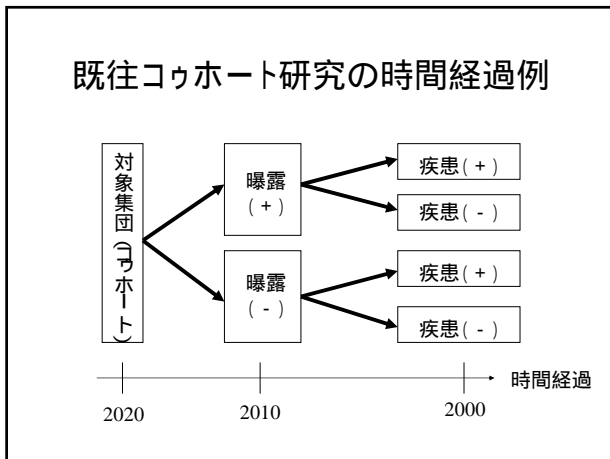 既往コゥホート研究の時間経過例
対象集団(コゥホート)
曝露
(+)
疾患(+)
疾患(-)
曝露
(-)
疾患(+)
疾患(-)
時間経過
2020
2010
2000